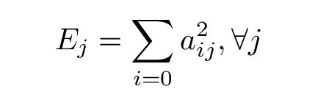 E_j = \sum_{i=0} a_{ij}^2, \forall j